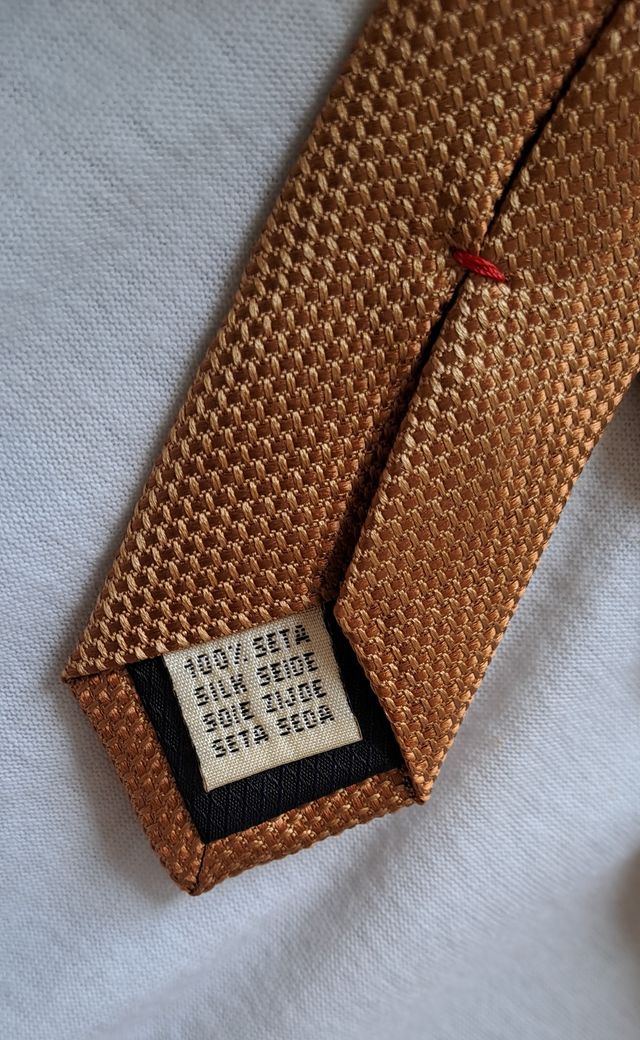 100% SETA
SILK SEIDE
SOIE ZIJDE
SETA SEDA